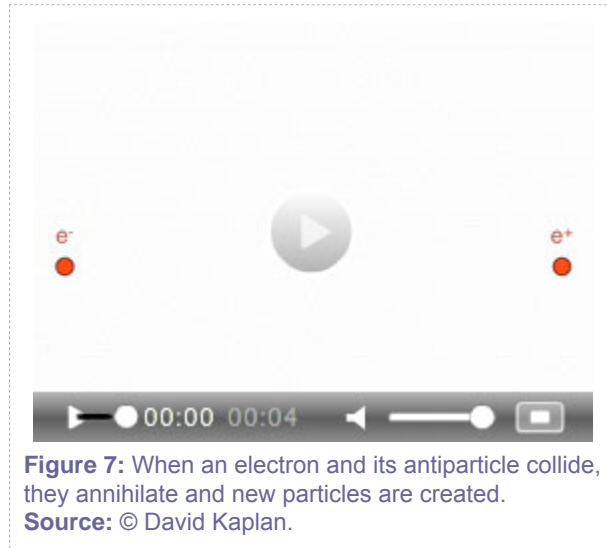 e⁻
e⁺
00:00 00:04
Figure 7: When an electron and its antiparticle collide,
they annihilate and new particles are created.
Source: © David Kaplan.